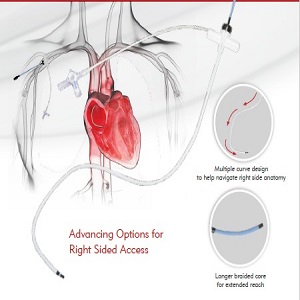 Multiple curve design
to help navigate right side anatomy
Advancing Options for
Right Sided Access
Longer braided core
for extended reach